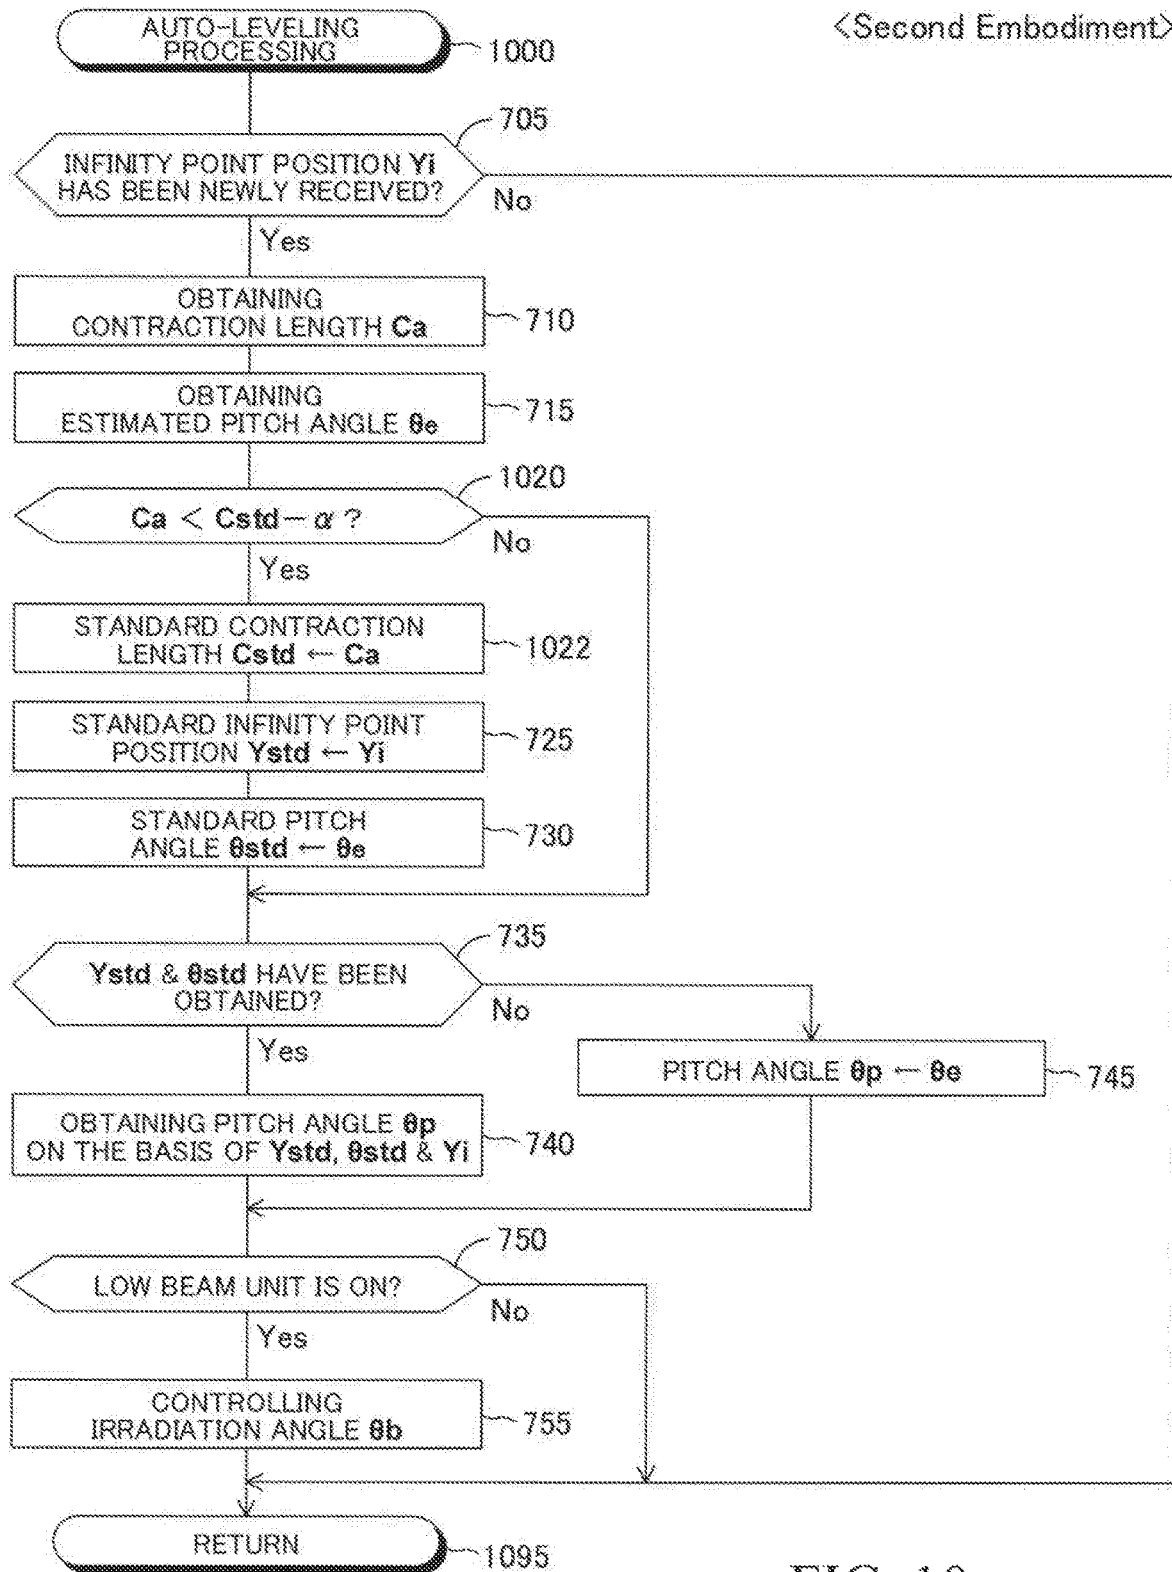 AUTO-LEVELING
PROCESSING
1000
<Second Embodiment>
705
INFINITY POINT POSITION Yi
HAS BEEN NEWLY RECEIVED?
No
Yes
OBTAINING
CONTRACTION LENGTH Ca
710
OBTAINING
ESTIMATED PITCH ANGLE θe
715
1020
Ca < Cstd− α ?
No
Yes
STANDARD CONTRACTION
LENGTH Cstd ← Ca
1022
STANDARD INFINITY POINT
POSITION Ystd ← Yi
725
STANDARD PITCH
ANGLE θstd ← θe
730
735
Ystd & θstd HAVE BEEN
OBTAINED?
No
Yes
PITCH ANGLE θp ← θe
745
OBTAINING PITCH ANGLE θp
ON THE BASIS OF Ystd, θstd & Yi
740
750
LOW BEAM UNIT IS ON?
No
Yes
CONTROLLING
IRRADIATION ANGLE θb
755
RETURN
1095